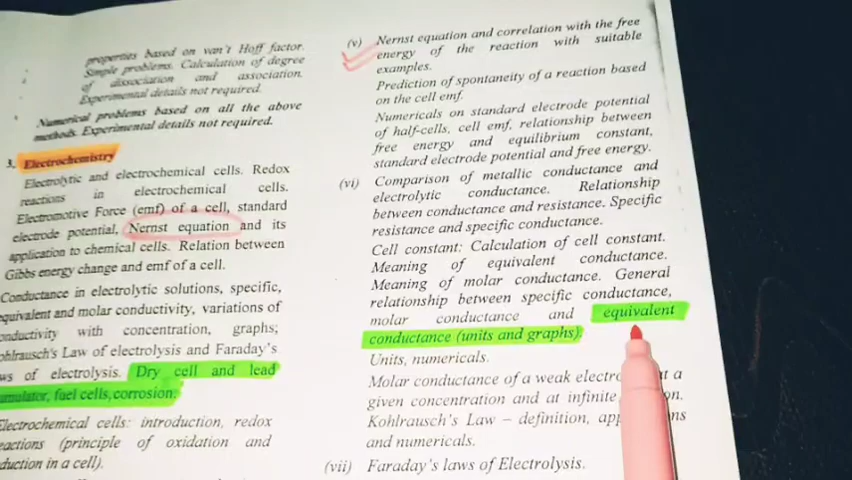 properties based on van't Hoff factor.
Simple problems. Calculation of degree
of dissociation and association.
Experimental details not required.
Numerical problems based on all the above
methods. Experimental details not required.
3. Electrochemistry
Electrolytic and electrochemical cells. Redox
reactions in electrochemical cells.
Electromotive Force (emf) of a cell, standard
electrode potential, Nernst equation and its
application to chemical cells. Relation between
Gibbs energy change and emf of a cell.
Conductance in electrolytic solutions, specific,
equivalent and molar conductivity, variations of
onductivity with concentration, graphs;
ohlrausch's Law of electrolysis and Faraday's
ws of electrolysis. Dry cell and lead
umulator, fuel cells, corrosion.
Electrochemical cells: introduction, redox
eactions (principle of oxidation and
duction in a cell).
(v) Nernst equation and correlation with the free
energy of the reaction with suitable
examples.
Prediction of spontaneity of a reaction based
on the cell emf.
Numericals on standard electrode potential
of half-cells, cell emf, relationship between
free energy and equilibrium constant,
standard electrode potential and free energy.
(vi) Comparison of metallic conductance and
electrolytic conductance. Relationship
between conductance and resistance. Specific
resistance and specific conductance.
Cell constant: Calculation of cell constant.
Meaning of equivalent conductance.
Meaning of molar conductance. General
relationship between specific conductance,
molar conductance and equivalent
conductance (units and graphs).
Units, numericals.
Molar conductance of a weak electro at a
given concentration and at infinite on.
Kohlrausch's Law – definition, app ns
and numericals.
(vii) Faraday's laws of Electrolysis.